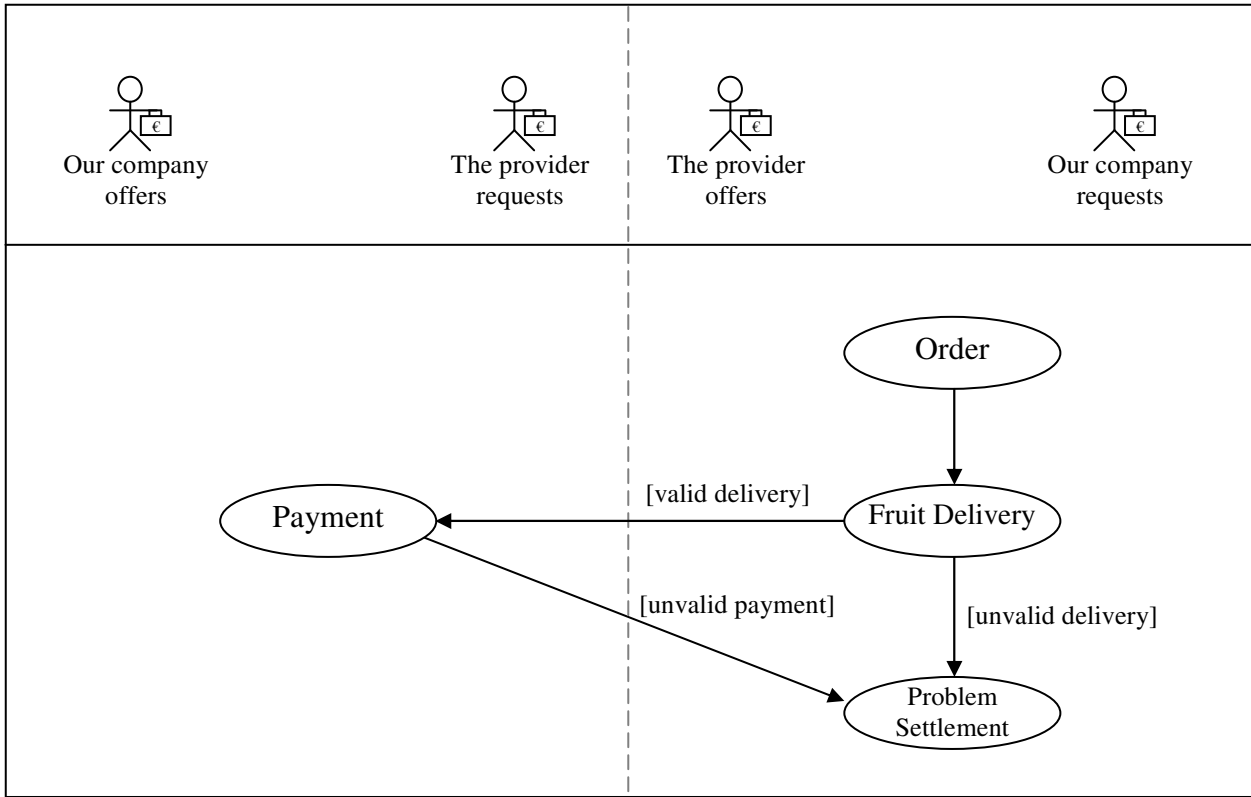 €
€
€
€
Our company
offers
The provider
requests
The provider
offers
Our company
requests
Order
[valid delivery]
Payment
Fruit Delivery
[unvalid payment]
[unvalid delivery]
Problem
Settlement